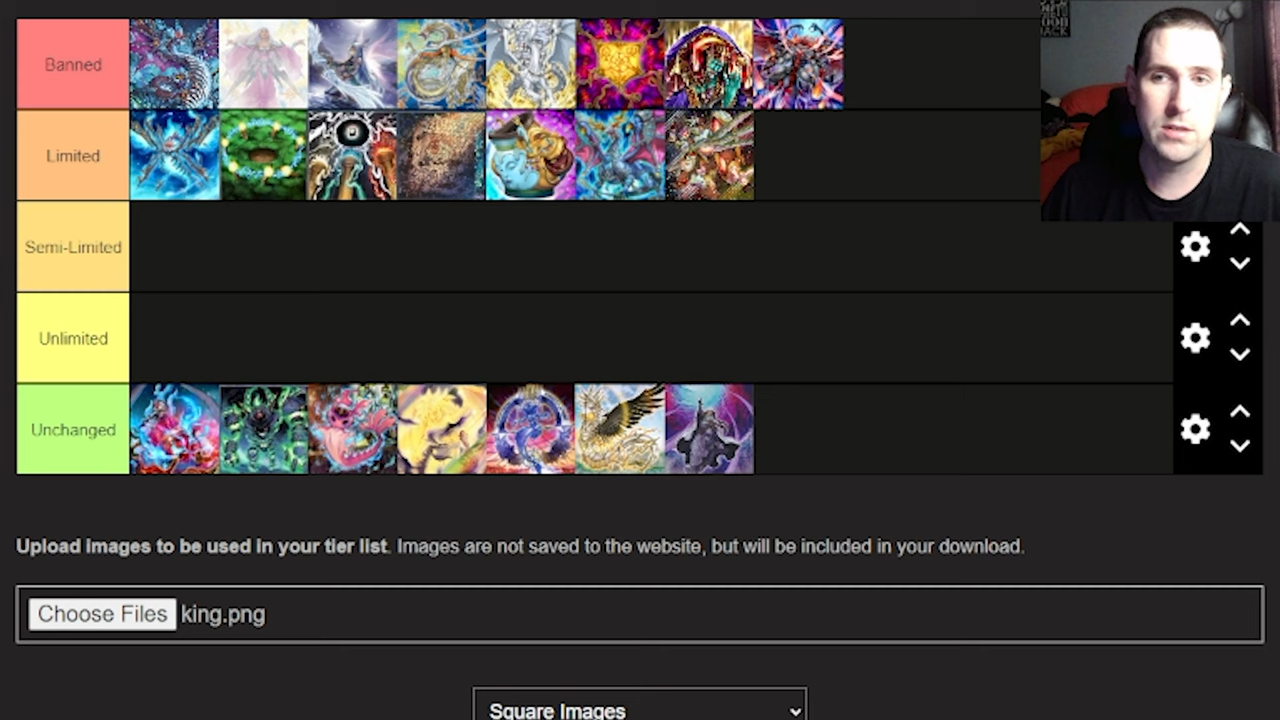 Banned
Limited
Semi-Limited
Unlimited
Unchanged
Upload images to be used in your tier list. Images are not saved to the website, but will be included in your download.
Choose Files king.png
Square Images